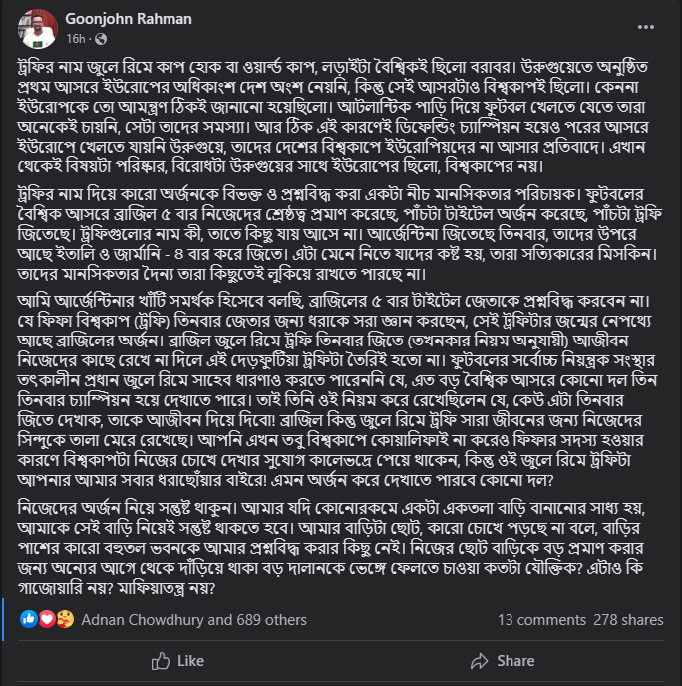 Goonjohn Rahman
16h ·
ট্রফির নাম জুলে রিমে কাপ হোক বা ওয়ার্ল্ড কাপ, লড়াইটা বৈশ্বিকই ছিলো বরাবর। উরুগুয়েতে অনুষ্ঠিত
প্রথম আসরে ইউরোপের অধিকাংশ দেশ অংশ নেয়নি, কিন্তু সেই আসরটাও বিশ্বকাপই ছিলো। কেননা
ইউরোপকে তো আমন্ত্রণ ঠিকই জানানো হয়েছিলো। আটলান্টিক পাড়ি দিয়ে ফুটবল খেলতে যেতে তারা
অনেকেই চায়নি, সেটা তাদের সমস্যা। আর ঠিক এই কারণেই ডিফেন্ডিং চ্যাম্পিয়ন হয়েও পরের আসরে
ইউরোপে খেলতে যায়নি উরুগুয়ে, তাদের দেশের বিশ্বকাপে ইউরোপিয়দের না আসার প্রতিবাদে। এখান
থেকেই বিষয়টা পরিষ্কার, বিরোধটা উরুগুয়ের সাথে ইউরোপের ছিলো, বিশ্বকাপের নয়।
ট্রফির নাম দিয়ে কারো অর্জনকে বিভক্ত ও প্রশ্নবিদ্ধ করা একটা নীচ মানসিকতার পরিচায়ক। ফুটবলের
বৈশ্বিক আসরে ব্রাজিল ৫ বার নিজেদের শ্রেষ্ঠত্ব প্রমাণ করেছে, পাঁচটা টাইটেল অর্জন করেছে, পাঁচটা ট্রফি
জিতেছে। ট্রফিগুলোর নাম কী, তাতে কিছু যায় আসে না। আর্জেন্টিনা জিতেছে তিনবার, তাদের উপরে
আছে ইতালি ও জার্মানি - ৪ বার করে জিতে। এটা মেনে নিতে যাদের কষ্ট হয়, তারা সত্যিকারের মিসকিন।
তাদের মানসিকতার দৈন্য তারা কিছুতেই লুকিয়ে রাখতে পারছে না।
আমি আর্জেন্টিনার খাঁটি সমর্থক হিসেবে বলছি, ব্রাজিলের ৫ বার টাইটেল জেতাকে প্রশ্নবিদ্ধ করবেন না।
যে ফিফা বিশ্বকাপ (ট্রফি) তিনবার জেতার জন্য ধরাকে সরা জ্ঞান করছেন, সেই ট্রফিটার জন্মের নেপথ্যে
আছে ব্রাজিলের অর্জন। ব্রাজিল জুলে রিমে ট্রফি তিনবার জিতে (তখনকার নিয়ম অনুযায়ী) আজীবন
নিজেদের কাছে রেখে না দিলে এই দেড়ফুটিয়া ট্রফিটা তৈরিই হতো না। ফুটবলের সর্বোচ্চ নিয়ন্ত্রক সংস্থার
তৎকালীন প্রধান জুলে রিমে সাহেব ধারণাও করতে পারেননি যে, এত বড় বৈশ্বিক আসরে কোনো দল তিন
তিনবার চ্যাম্পিয়ন হয়ে দেখাতে পারে। তাই তিনি ওই নিয়ম করে রেখেছিলেন যে, কেউ এটা তিনবার
জিতে দেখাক, তাকে আজীবন দিয়ে দিবো! ব্রাজিল কিন্তু জুলে রিমে ট্রফি সারা জীবনের জন্য নিজেদের
সিন্দুকে তালা মেরে রেখেছে। আপনি এখন তবু বিশ্বকাপে কোয়ালিফাই না করেও ফিফার সদস্য হওয়ার
কারণে বিশ্বকাপটা নিজের চোখে দেখার সুযোগ কালেভদ্রে পেয়ে থাকেন, কিন্তু ওই জুলে রিমে ট্রফিটা
আপনার আমার সবার ধরাছোঁয়ার বাইরে! এমন অর্জন করে দেখাতে পারবে কোনো দল?
নিজেদের অর্জন নিয়ে সন্তুষ্ট থাকুন। আমার যদি কোনোরকমে একটা একতলা বাড়ি বানানোর সাধ্য হয়,
আমাকে সেই বাড়ি নিয়েই সন্তুষ্ট থাকতে হবে। আমার বাড়িটা ছোট, কারো চোখে পড়ছে না বলে, বাড়ির
পাশের কারো বহুতল ভবনকে আমার প্রশ্নবিদ্ধ করার কিছু নেই। নিজের ছোট বাড়িকে বড় প্রমাণ করার
জন্য অন্যের আগে থেকে দাঁড়িয়ে থাকা বড় দালানকে ভেঙ্গে ফেলতে চাওয়া কতটা যৌক্তিক? এটাও কি
গাজোয়ারি নয়? মাফিয়াতন্ত্র নয়?
Adnan Chowdhury and 689 others
13 comments 278 shares
Like
Share